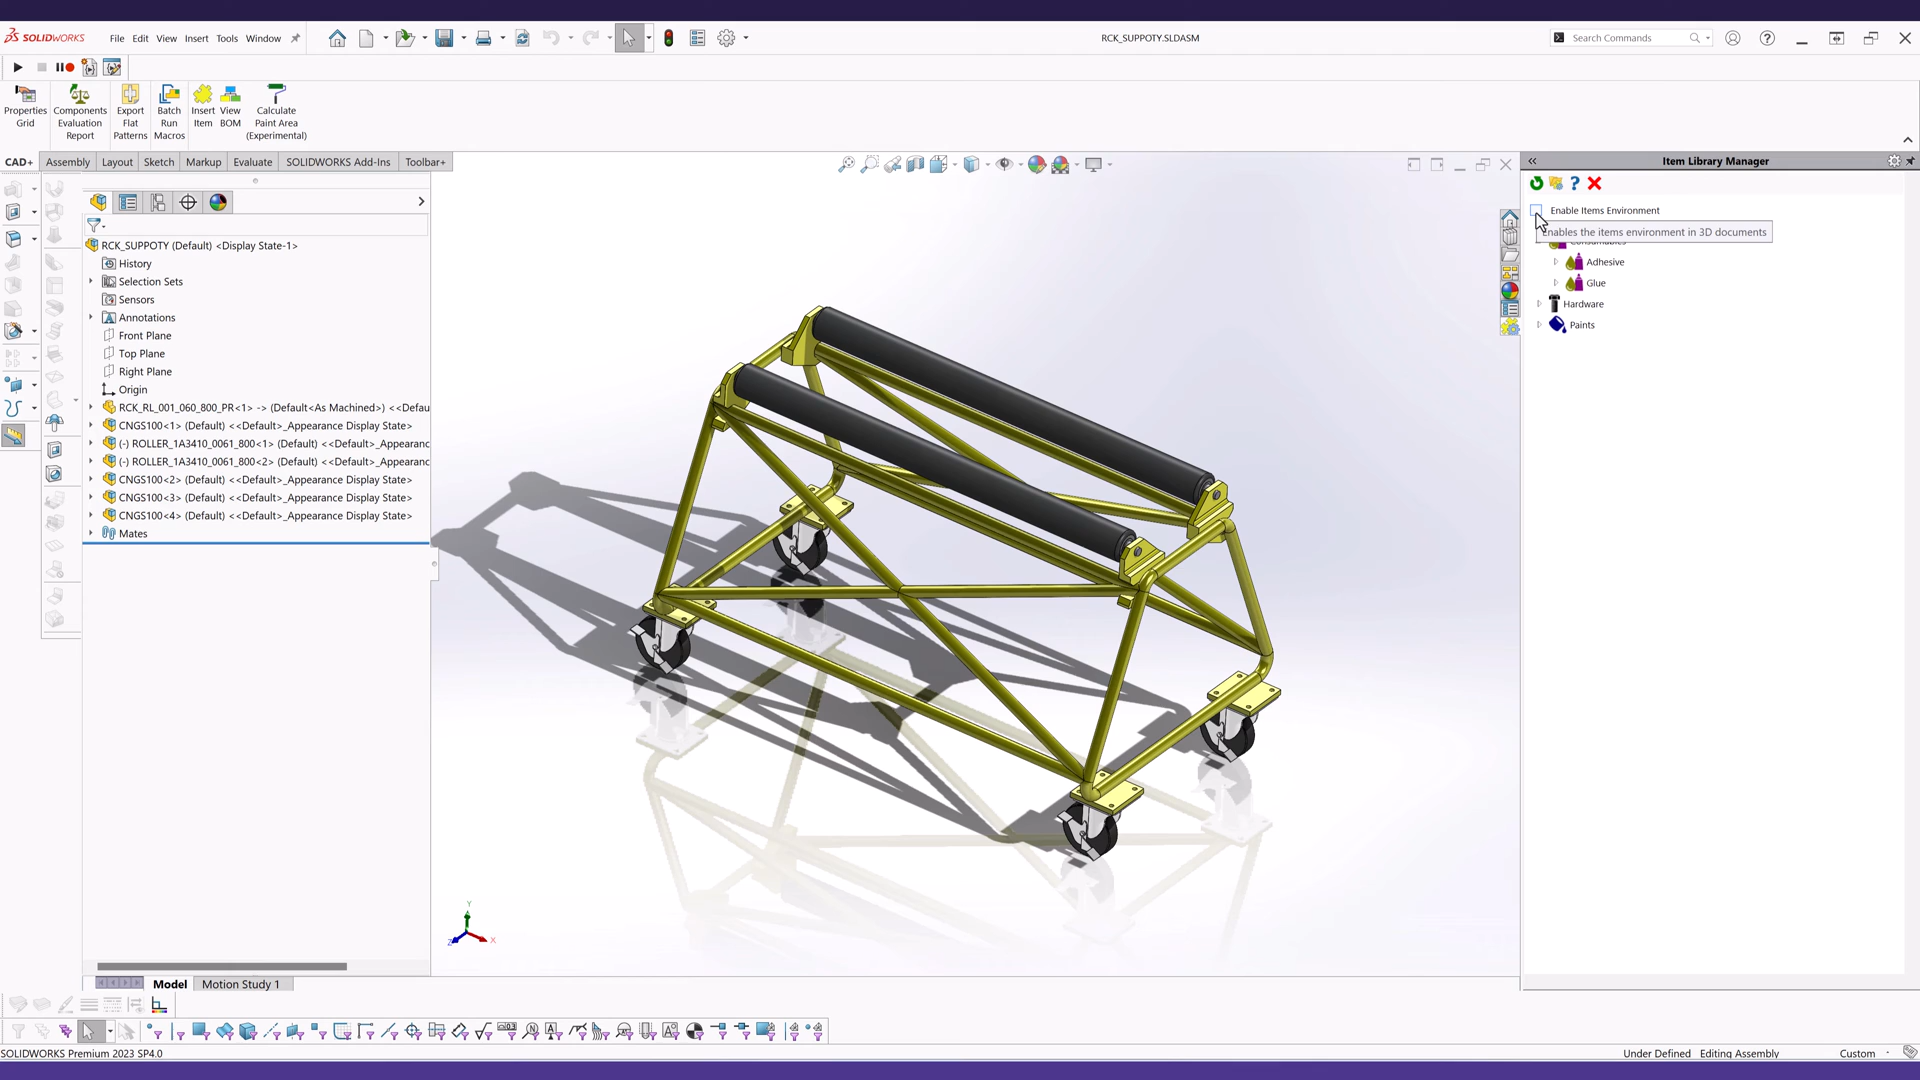 SOLIDWORKS File Edit View Insert Tools Window
RCK_SUPPOTY.SLDASM
Search Commands
Properties Grid
Components Evaluation Report
Export Flat Patterns
Batch Run Macros
Insert Item
View BOM
Calculate Paint Area (Experimental)
CAD+ Assembly Layout Sketch Markup Evaluate SOLIDWORKS Add-Ins Toolbar+
RCK_SUPPOTY (Default) <Display State-1>
History
Selection Sets
Sensors
Annotations
Front Plane
Top Plane
Right Plane
Origin
RCK_RL_001_060_800_PR<1> -> (Default<As Machined>) <<Defau
CNGS100<1> (Default) <<Default>_Appearance Display State>
(-) ROLLER_1A3410_0061_800<1> (Default) <<Default>_Appearanc
(-) ROLLER_1A3410_0061_800<2> (Default) <<Default>_Appearanc
CNGS100<2> (Default) <<Default>_Appearance Display State>
CNGS100<3> (Default) <<Default>_Appearance Display State>
CNGS100<4> (Default) <<Default>_Appearance Display State>
Mates
Y
Z
X
Item Library Manager
Enable Items Environment
Enables the items environment in 3D documents
Adhesive
Glue
Hardware
Paints
Model Motion Study 1
SOLIDWORKS Premium 2023 SP4.0
Under Defined Editing Assembly Custom